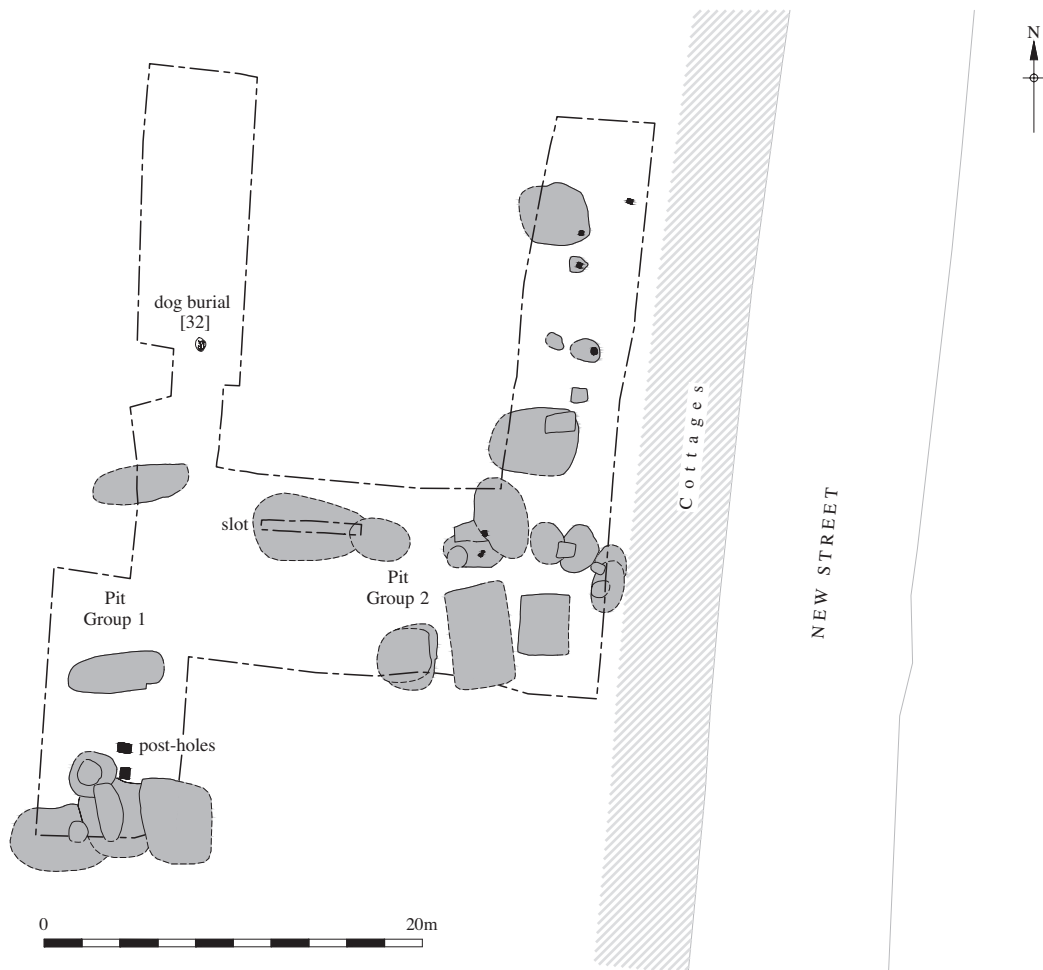 N
dog burial
[32]
Cottages
slot
NEW STREET
Pit
Group 2
Pit
Group 1
post-holes
0
20m